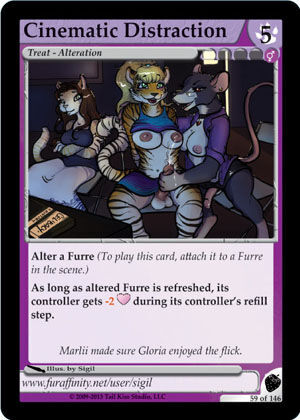 Cinematic Distraction
5
Treat - Alteration
Alter a Furre (To play this card, attach it to a Furre
in the scene.)
As long as altered Furre is refreshed, its
controller gets -2 during its controller's refill
step.
Marlii made sure Gloria enjoyed the flick.
Illus. by Sigil
www.furaffinity.net/user/sigil
© 2009-2013 Tail Kiss Studio, LLC
59 of 146